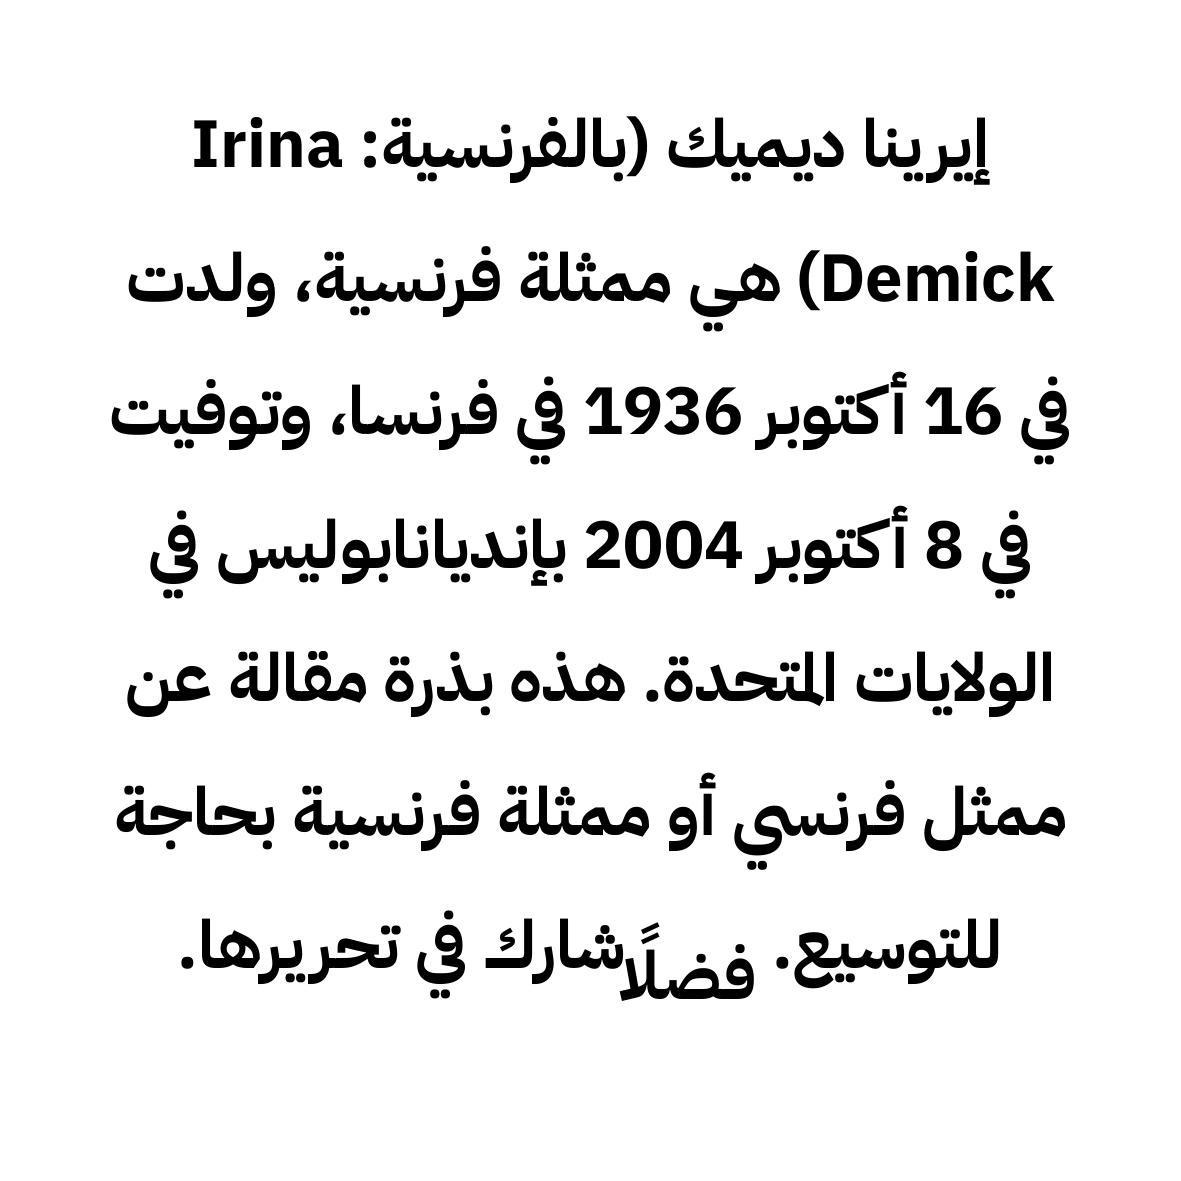 إيرينا ديميك (بالفرنسية: Irina
Demick) هي ممثلة فرنسية، ولدت
في 16 أكتوبر 1936 في فرنسا، وتوفيت
في 8 أكتوبر 2004 بإنديانابوليس في
الولايات المتحدة. هذه بذرة مقالة عن
ممثل فرنسي أو ممثلة فرنسية بحاجة
للتوسيع. فضلًا شارك في تحريرها.